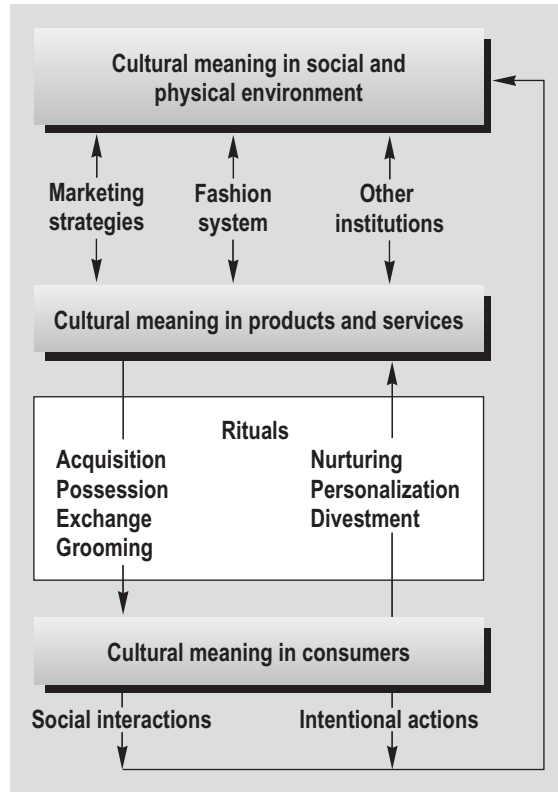 Cultural meaning in social and
physical environment
Marketing
strategies
Fashion
system
Other
institutions
Cultural meaning in products and services
Rituals
Acquisition
Possession
Exchange
Grooming
Nurturing
Personalization
Divestment
Cultural meaning in consumers
Social interactions
Intentional actions